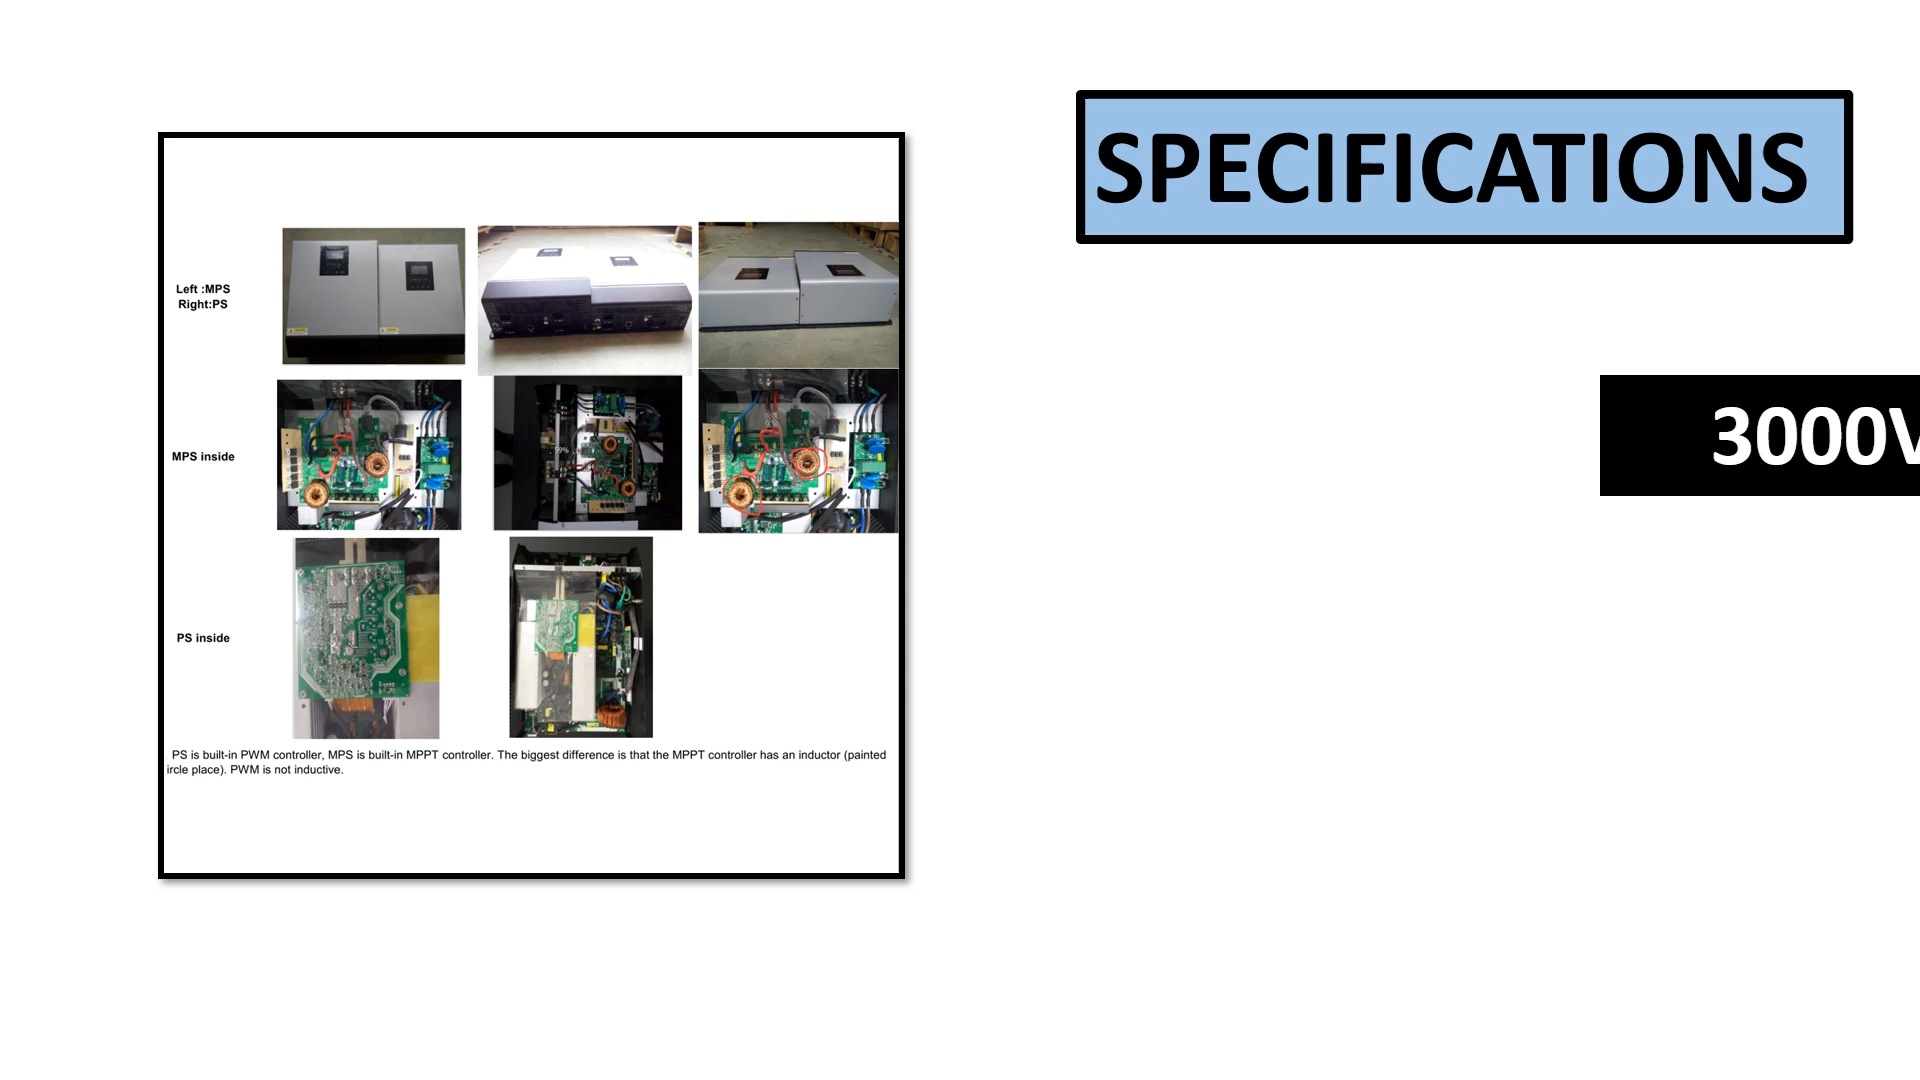 SPECIFICATIONS
Left :MPS
Right:PS
3000V
MPS inside
PS inside
PS is built-in PWM controller, MPS is built-in MPPT controller. The biggest difference is that the MPPT controller has an inductor (painted
ircle place). PWM is not inductive.